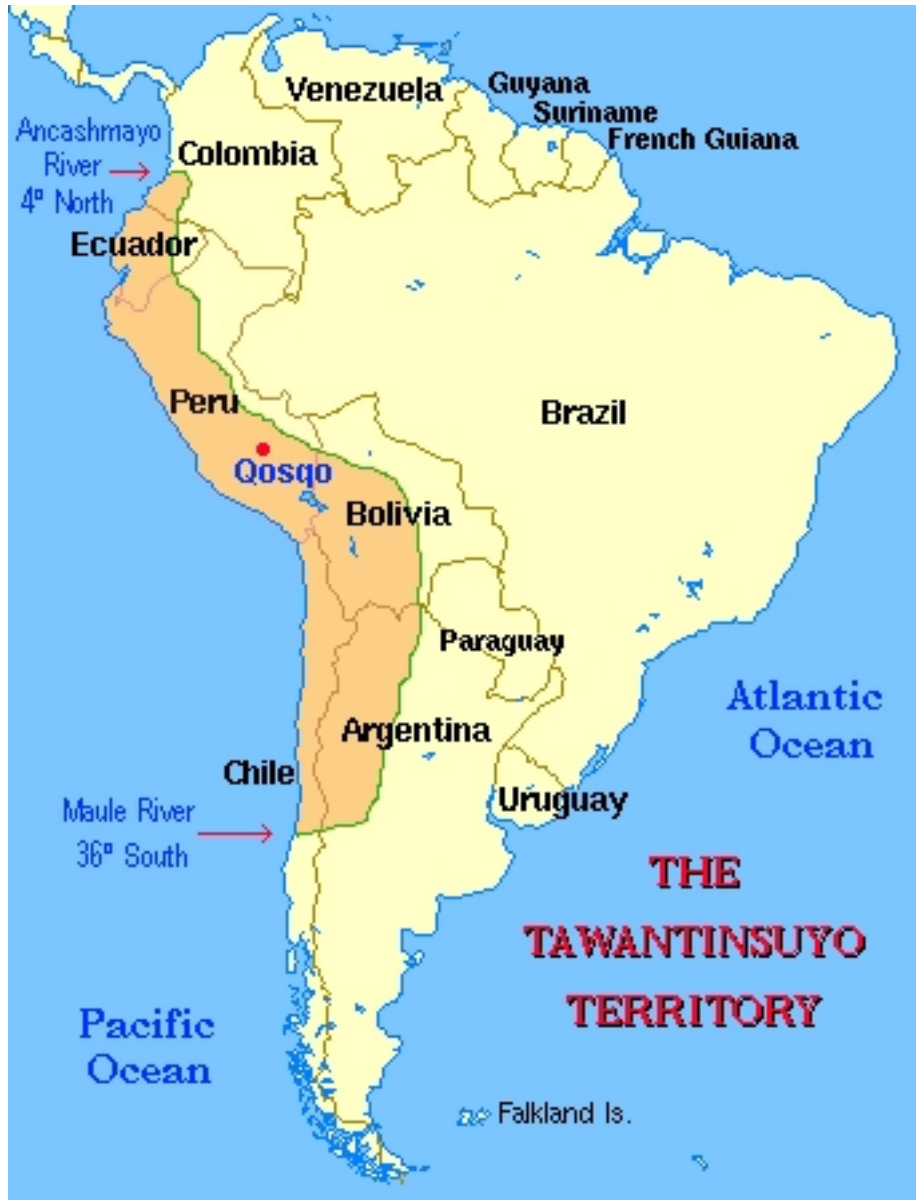 Venezuela
Guyana
Suriname
French Guiana
Ancashmayo
River
4º North
Colombia
Ecuador
Peru
Brazil
Qosqo
Bolivia
Paraguay
Atlantic
Ocean
Argentina
Chile
Uruguay
Maule River
36º South
THE
TAWANTINSUYO
TERRITORY
Pacific
Ocean
Falkland Is.